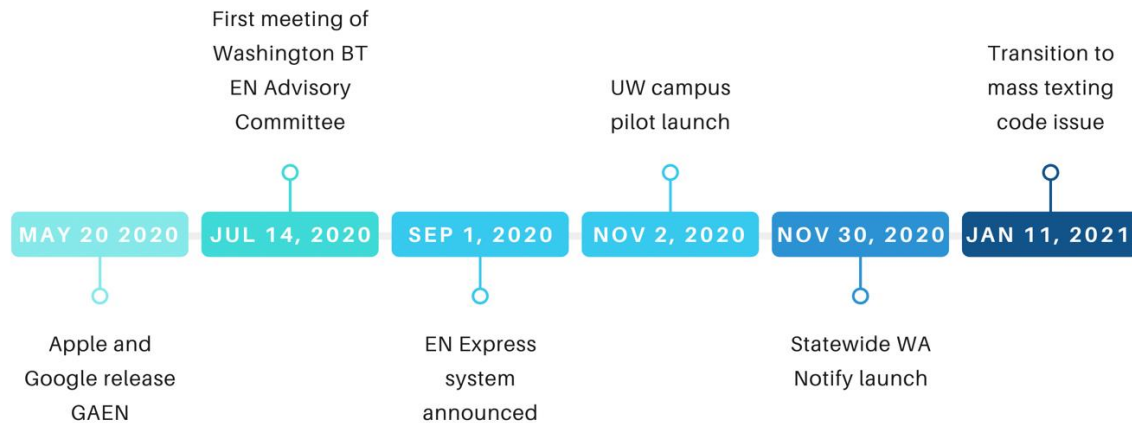 First meeting of
Washington BT
EN Advisory
Committee
UW campus
pilot launch
Transition to
mass texting
code issue
MAY 20 2020
JUL 14, 2020
SEP 1, 2020
NOV 2, 2020
NOV 30, 2020
JAN 11, 2021
Apple and
Google release
GAEN
EN Express
system
announced
Statewide WA
Notify launch